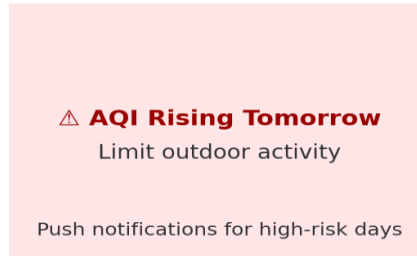 ⚠ AQI Rising Tomorrow
Limit outdoor activity
Push notifications for high-risk days